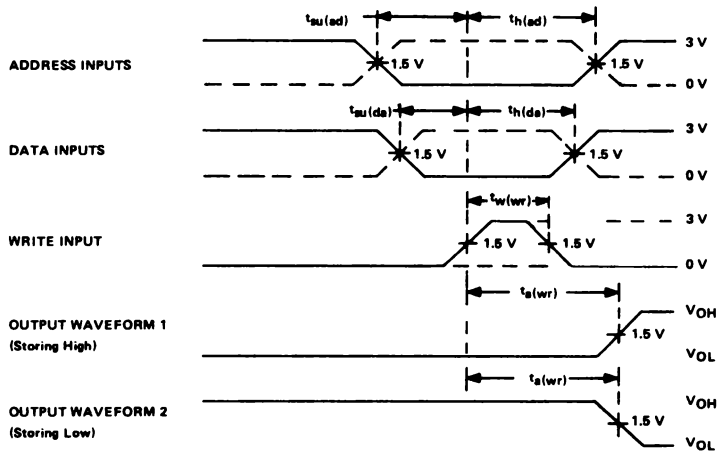 tsu(ad) th(ad)
ADDRESS INPUTS 1.5 V 1.5 V 3 V 0 V
tsu(da) th(da)
DATA INPUTS 1.5 V 1.5 V 3 V 0 V
tw(wr)
WRITE INPUT 1.5 V 1.5 V 3 V 0 V
ta(wr)
OUTPUT WAVEFORM 1
(Storing High)
1.5 V VOH VOL
ta(wr)
OUTPUT WAVEFORM 2
(Storing Low)
1.5 V VOH VOL